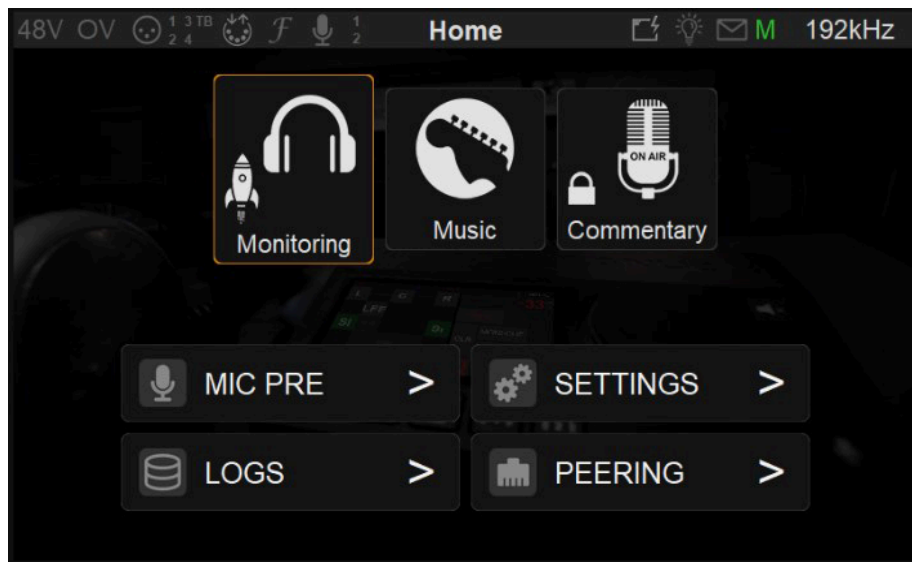 48V OV 1 3 TB 2 4 F 1 2 Home M 192kHz
ON AIR
Monitoring Music Commentary
MIC PRE > SETTINGS >
LOGS > PEERING >